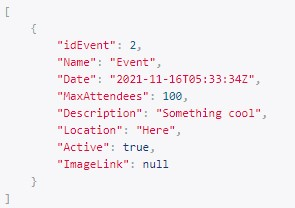 [
    {
        "idEvent": 2,
        "Name": "Event",
        "Date": "2021-11-16T05:33:34Z",
        "MaxAttendees": 100,
        "Description": "Something cool",
        "Location": "Here",
        "Active": true,
        "ImageLink": null
    }
]